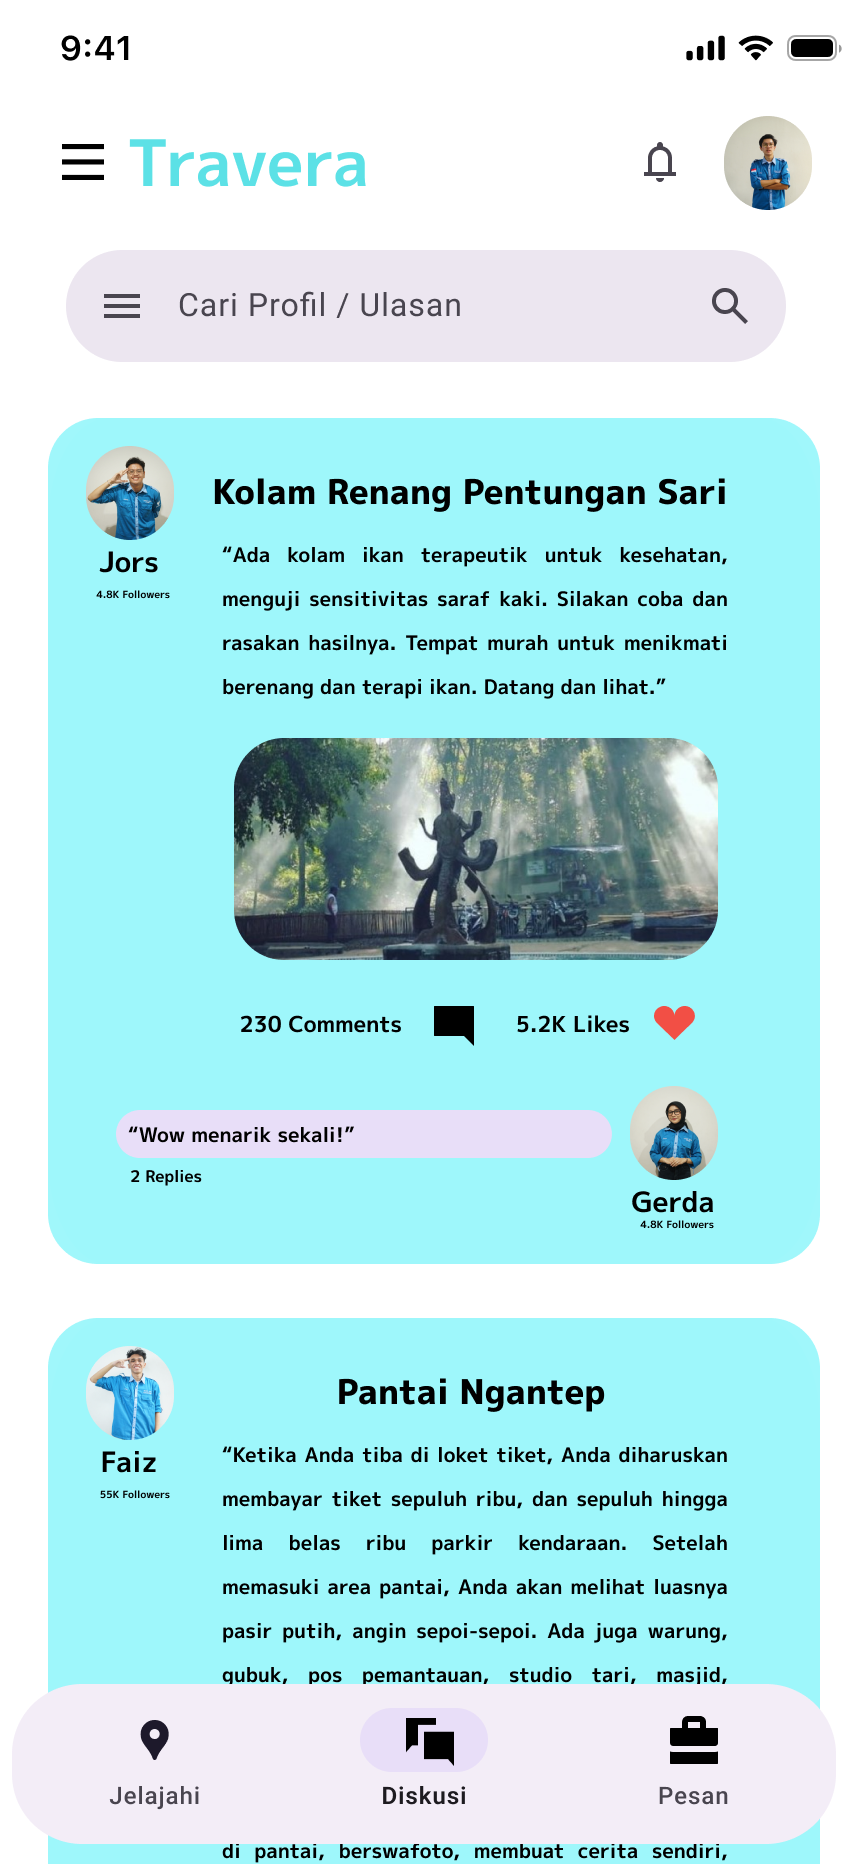 9:41
Travera
Cari Profil / Ulasan
Kolam Renang Pentungan Sari
“Ada kolam ikan terapeutik untuk kesehatan,
menguji sensitivitas saraf kaki. Silakan coba dan
rasakan hasilnya. Tempat murah untuk menikmati
berenang dan terapi ikan. Datang dan lihat.”
Jors
4.8K Followers
230 Comments
5.2K Likes
“Wow menarik sekali!”
2 Replies
Gerda
4.8K Followers
Pantai Ngantep
Faiz
55K Followers
“Ketika Anda tiba di loket tiket, Anda diharuskan
membayar tiket sepuluh ribu, dan sepuluh hingga
lima belas ribu parkir kendaraan. Setelah
memasuki area pantai, Anda akan melihat luasnya
pasir putih, angin sepoi-sepoi. Ada juga warung,
gubuk, pos pemantauan, studio tari, masjid,
Jelajahi
Diskusi
Pesan
di pantai, berswafoto, membuat cerita sendiri,